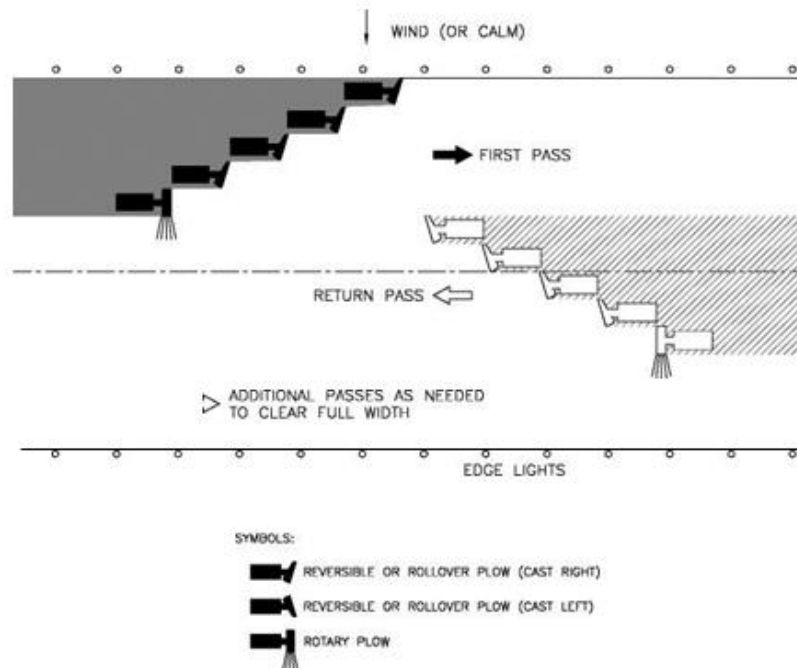 WIND (OR CALM)
FIRST PASS
RETURN PASS
ADDITIONAL PASSES AS NEEDED
TO CLEAR FULL WIDTH
EDGE LIGHTS
SYMBOLS:
REVERSIBLE OR ROLLOVER PLOW (CAST RIGHT)
REVERSIBLE OR ROLLOVER PLOW (CAST LEFT)
ROTARY PLOW